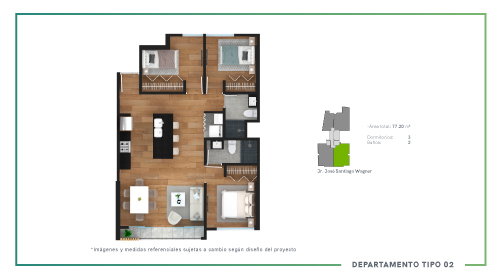 Área total: 77.20 m²
Dormitorios: 3
Baños: 2
Jr. José Santiago Wagner
*Imágenes y medidas referenciales sujetas a cambio según diseño del proyecto
DEPARTAMENTO TIPO 02